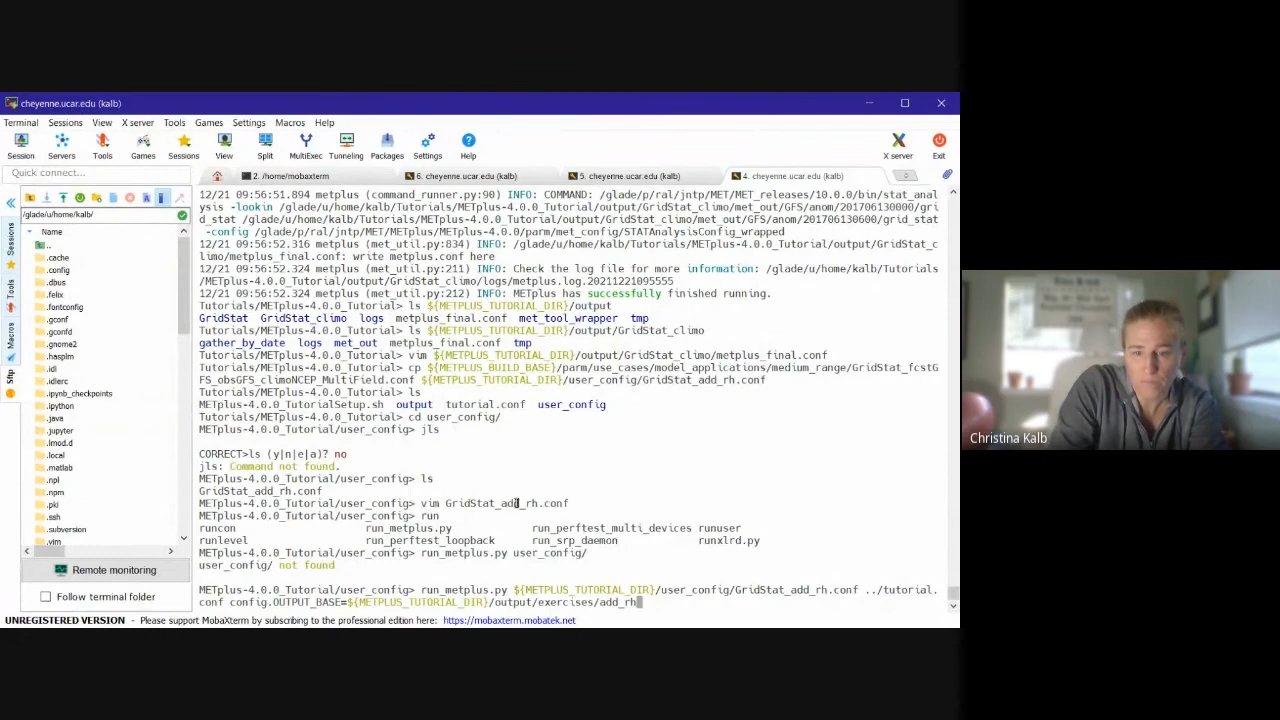 cheyenne.ucar.edu (kalb)
Terminal Sessions View X server Tools Games Settings Macros Help
Session Servers Tools Games Sessions View Split MultiExec Tunneling Packages Settings Help X server Exit
Quick connect...
2. /home/mobaxterm 6. cheyenne.ucar.edu (kalb) 5. cheyenne.ucar.edu (kalb) 4. cheyenne.ucar.edu (kalb)
/glade/u/home/kalb/
Name
..
.cache
.config
.dbus
.felix
.fontconfig
.gconf
.gconfd
.gnome2
.hasplm
.idl
.idlerc
.ipynb_checkpoints
.ipython
.java
.jupyter
.lmod.d
.local
.matlab
.npl
.npm
.pki
.ssh
.subversion
.vim
Remote monitoring
Follow terminal folder
Sessions
Tools
Macros
Sftp
12/21 09:56:51.894 metplus (command_runner.py:90) INFO: COMMAND: /glade/p/ral/jntp/MET/MET_releases/10.0.0/bin/stat_anal
ysis -lookin /glade/u/home/kalb/Tutorials/METplus-4.0.0_Tutorial/output/GridStat_climo/met_out/GFS/anom/201706130000/gri
d_stat /glade/u/home/kalb/Tutorials/METplus-4.0.0_Tutorial/output/GridStat_climo/met_out/GFS/anom/201706130600/grid_stat
-config /glade/p/ral/jntp/MET/METplus/METplus-4.0.0/parm/met_config/STATAnalysisConfig_wrapped
12/21 09:56:52.316 metplus (met_util.py:834) INFO: /glade/u/home/kalb/Tutorials/METplus-4.0.0_Tutorial/output/GridStat_c
limo/metplus_final.conf: write metplus.conf here
12/21 09:56:52.324 metplus (met_util.py:211) INFO: Check the log file for more information: /glade/u/home/kalb/Tutorials
/METplus-4.0.0_Tutorial/output/GridStat_climo/logs/metplus.log.20211221095555
12/21 09:56:52.324 metplus (met_util.py:212) INFO: METplus has successfully finished running.
Tutorials/METplus-4.0.0_Tutorial> ls ${METPLUS_TUTORIAL_DIR}/output
GridStat GridStat_climo logs metplus_final.conf met_tool_wrapper tmp
Tutorials/METplus-4.0.0_Tutorial> ls ${METPLUS_TUTORIAL_DIR}/output/GridStat_climo
gather_by_date logs met_out metplus_final.conf tmp
Tutorials/METplus-4.0.0_Tutorial> vim ${METPLUS_TUTORIAL_DIR}/output/GridStat_climo/metplus_final.conf
Tutorials/METplus-4.0.0_Tutorial> cp ${METPLUS_BUILD_BASE}/parm/use_cases/model_applications/medium_range/GridStat_fcstG
FS_obsGFS_climoNCEP_MultiField.conf ${METPLUS_TUTORIAL_DIR}/user_config/GridStat_add_rh.conf
Tutorials/METplus-4.0.0_Tutorial> ls
METplus-4.0.0_TutorialSetup.sh output tutorial.conf user_config
Tutorials/METplus-4.0.0_Tutorial> cd user_config/
METplus-4.0.0_Tutorial/user_config> jls
CORRECT>ls (y|n|e|a)? no
jls: Command not found.
METplus-4.0.0_Tutorial/user_config> ls
GridStat_add_rh.conf
METplus-4.0.0_Tutorial/user_config> vim GridStat_add_rh.conf
METplus-4.0.0_Tutorial/user_config> run
runcon run_metplus.py run_perftest_multi_devices runuser
runlevel run_perftest_loopback run_srp_daemon runxlrd.py
METplus-4.0.0_Tutorial/user_config> run_metplus.py user_config/
user_config/ not found
METplus-4.0.0_Tutorial/user_config> run_metplus.py ${METPLUS_TUTORIAL_DIR}/user_config/GridStat_add_rh.conf ../tutorial.
conf config.OUTPUT_BASE=${METPLUS_TUTORIAL_DIR}/output/exercises/add_rh
UNREGISTERED VERSION - Please support MobaXterm by subscribing to the professional edition here: https://mobaxterm.mobatek.net
Christina Kalb